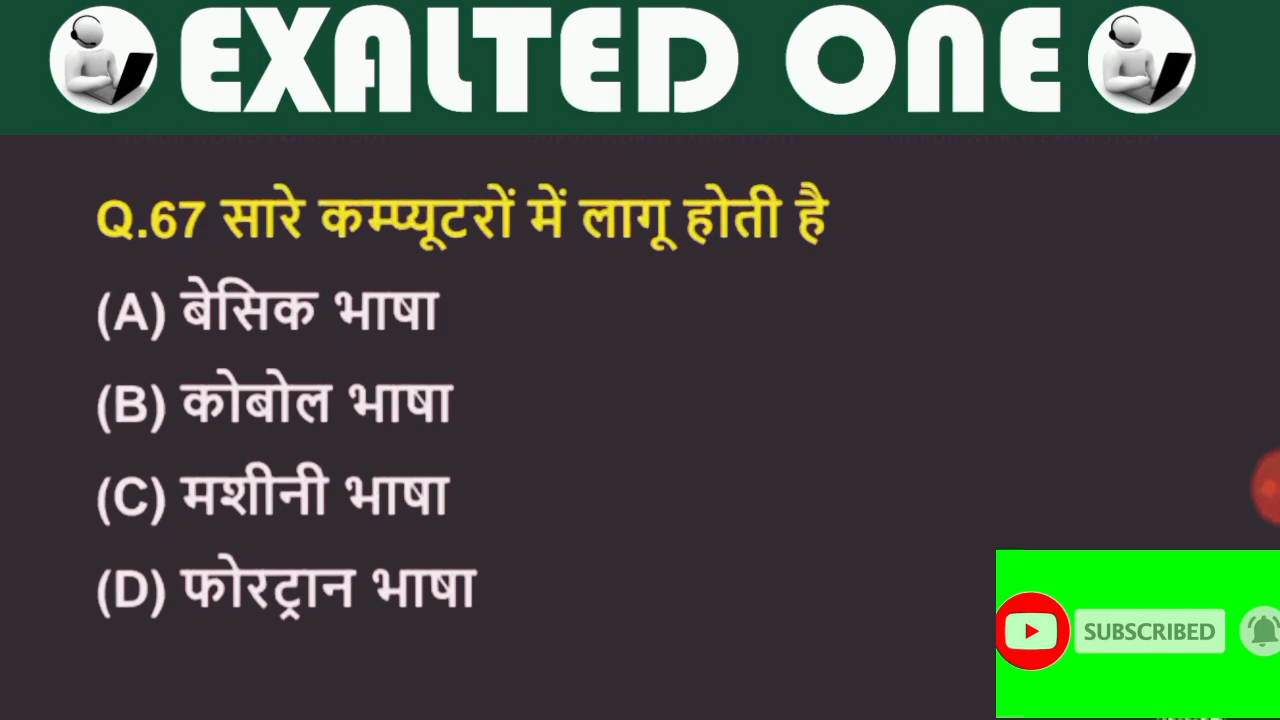 EXALTED ONE
Q.67 सारे कम्प्यूटरों में लागू होती है
(A) बेसिक भाषा
(B) कोबोल भाषा
(C) मशीनी भाषा
(D) फोरट्रान भाषा
SUBSCRIBED